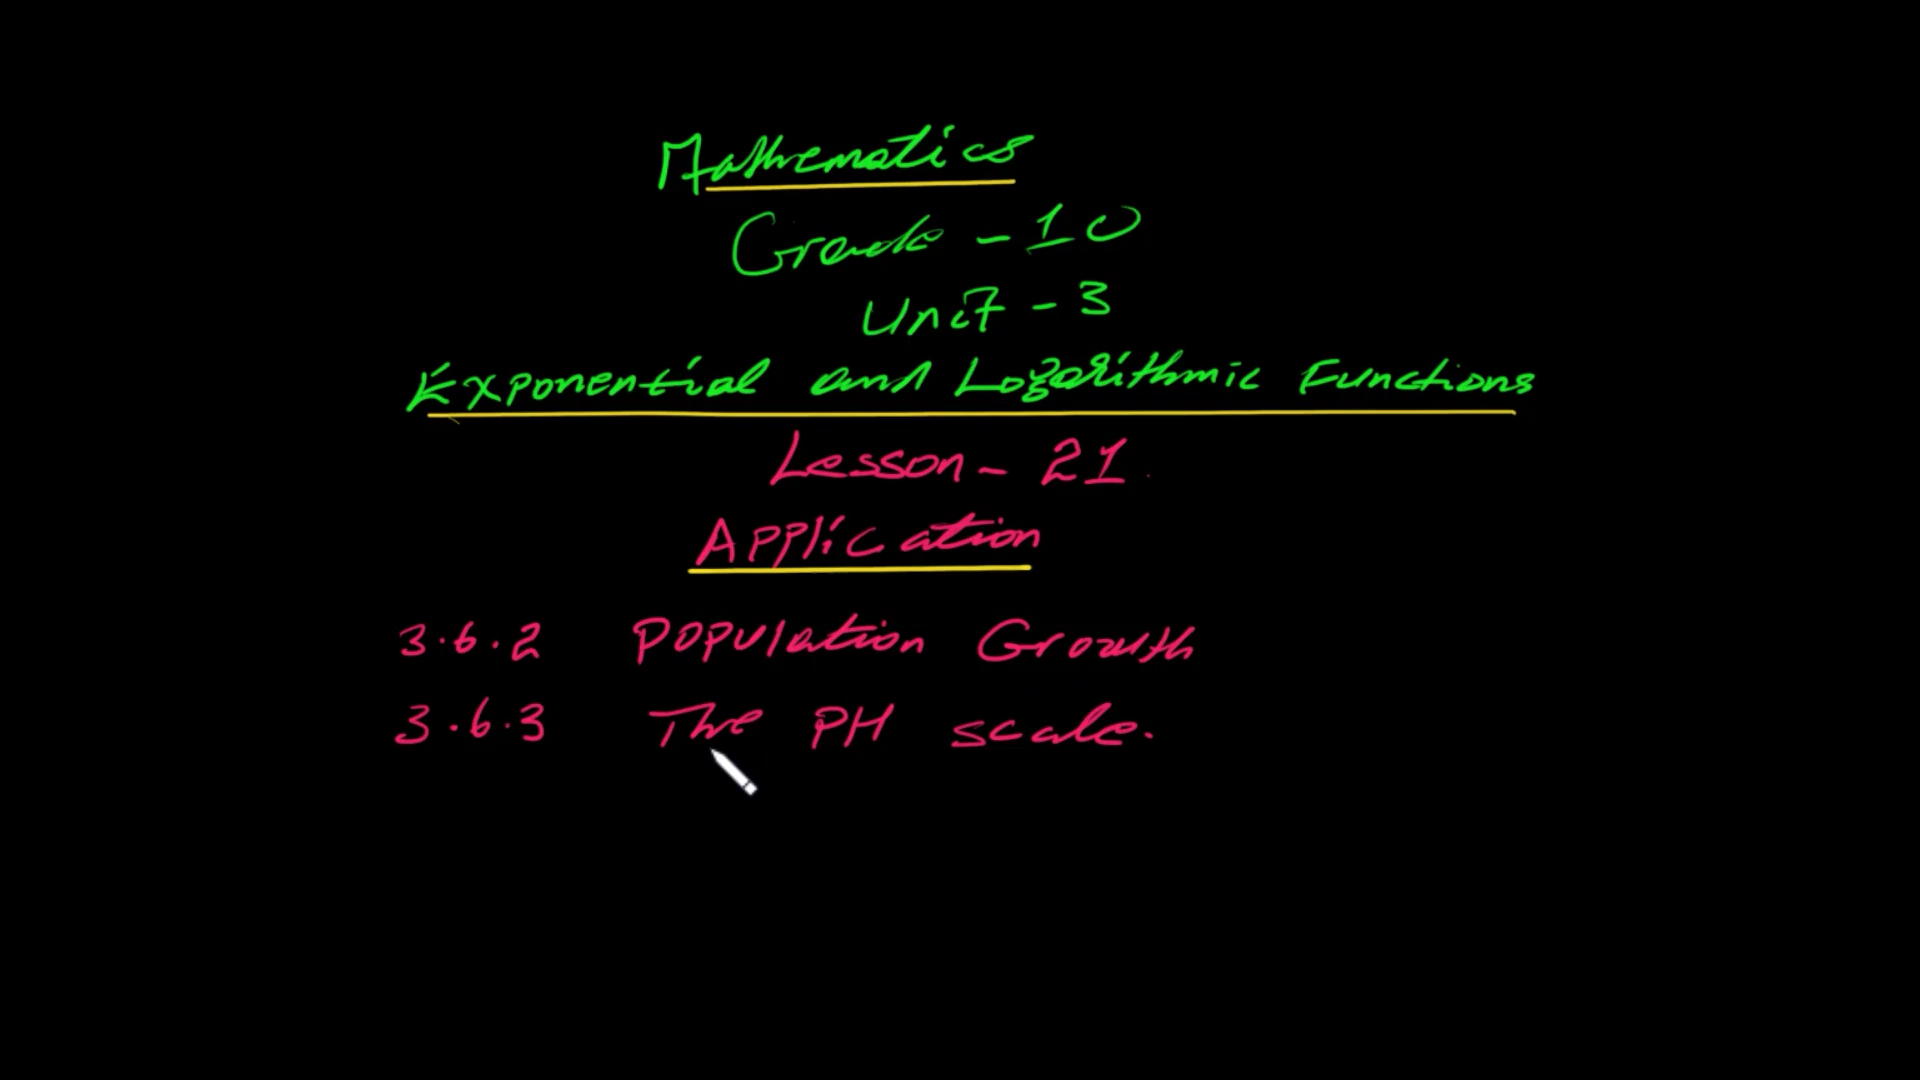 Mathematics
Grade - 10
Unit - 3
Exponential and Logarithmic Functions
Lesson - 21
Application
3.6.2 Population Growth
3.6.3 The PH scale.